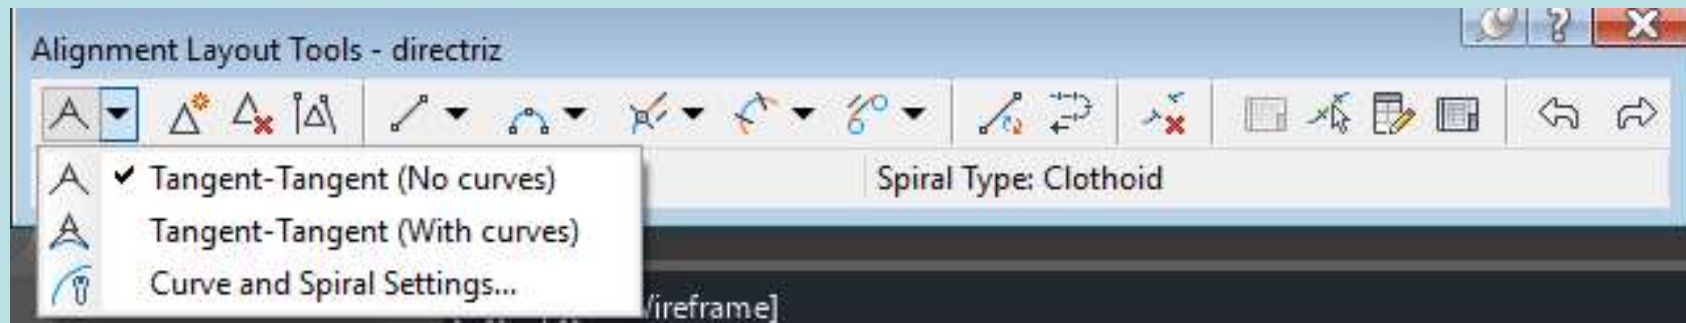 Alignment Layout Tools - directriz
Tangent-Tangent (No curves)
Spiral Type: Clothoid
Tangent-Tangent (With curves)
Curve and Spiral Settings...